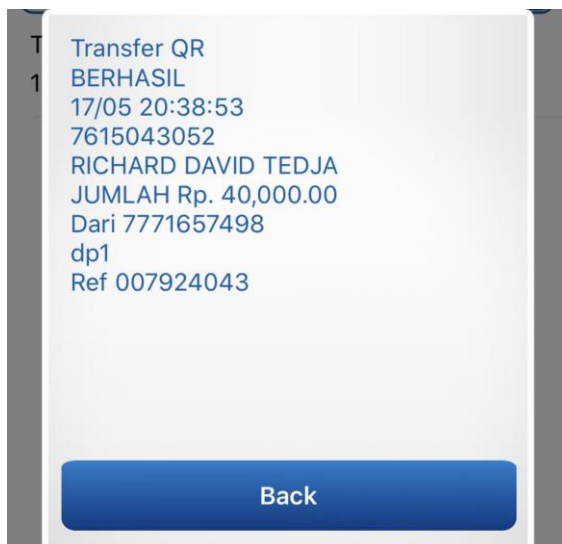 T
1
Transfer QR
BERHASIL
17/05 20:38:53
7615043052
RICHARD DAVID TEDJA
JUMLAH Rp. 40,000.00
Dari 7771657498
dp1
Ref 007924043
Back